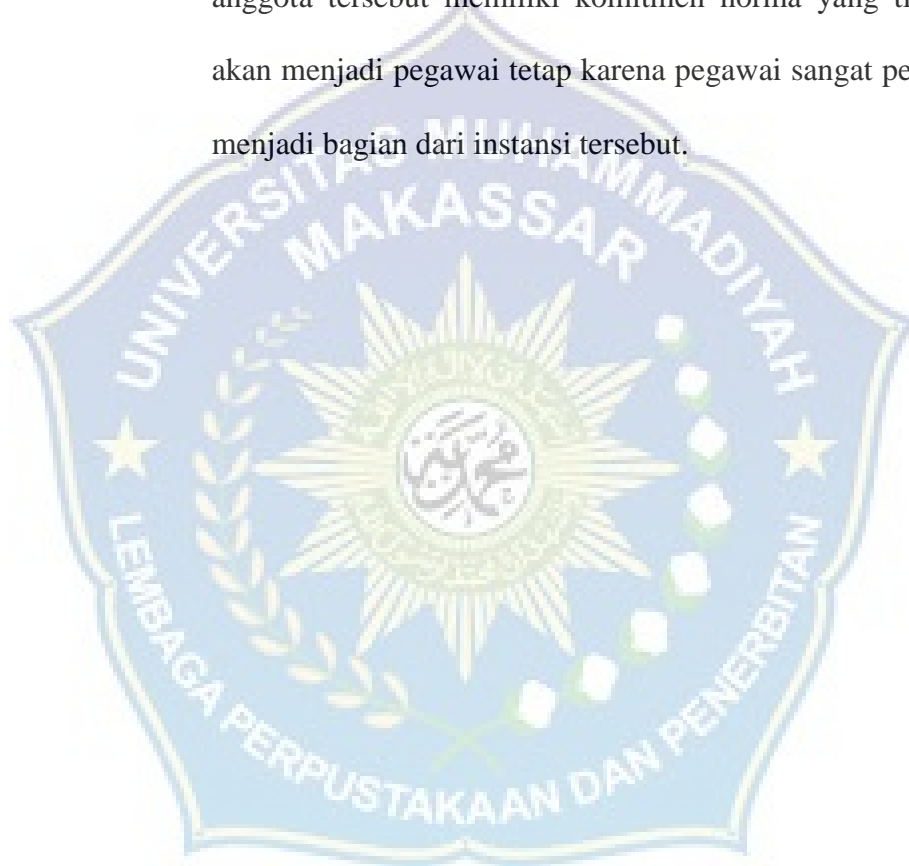 anggota tersebut memiliki komitmen norma yang
akan menjadi pegawai tetap karena pegawai sangat
menjadi bagian dari instansi tersebut.
UNIVERSITAS MUHAMMADIYAH
MAKASSAR
محمدية
LEMBAGA PERPUSTAKAAN DAN PENERBITAN